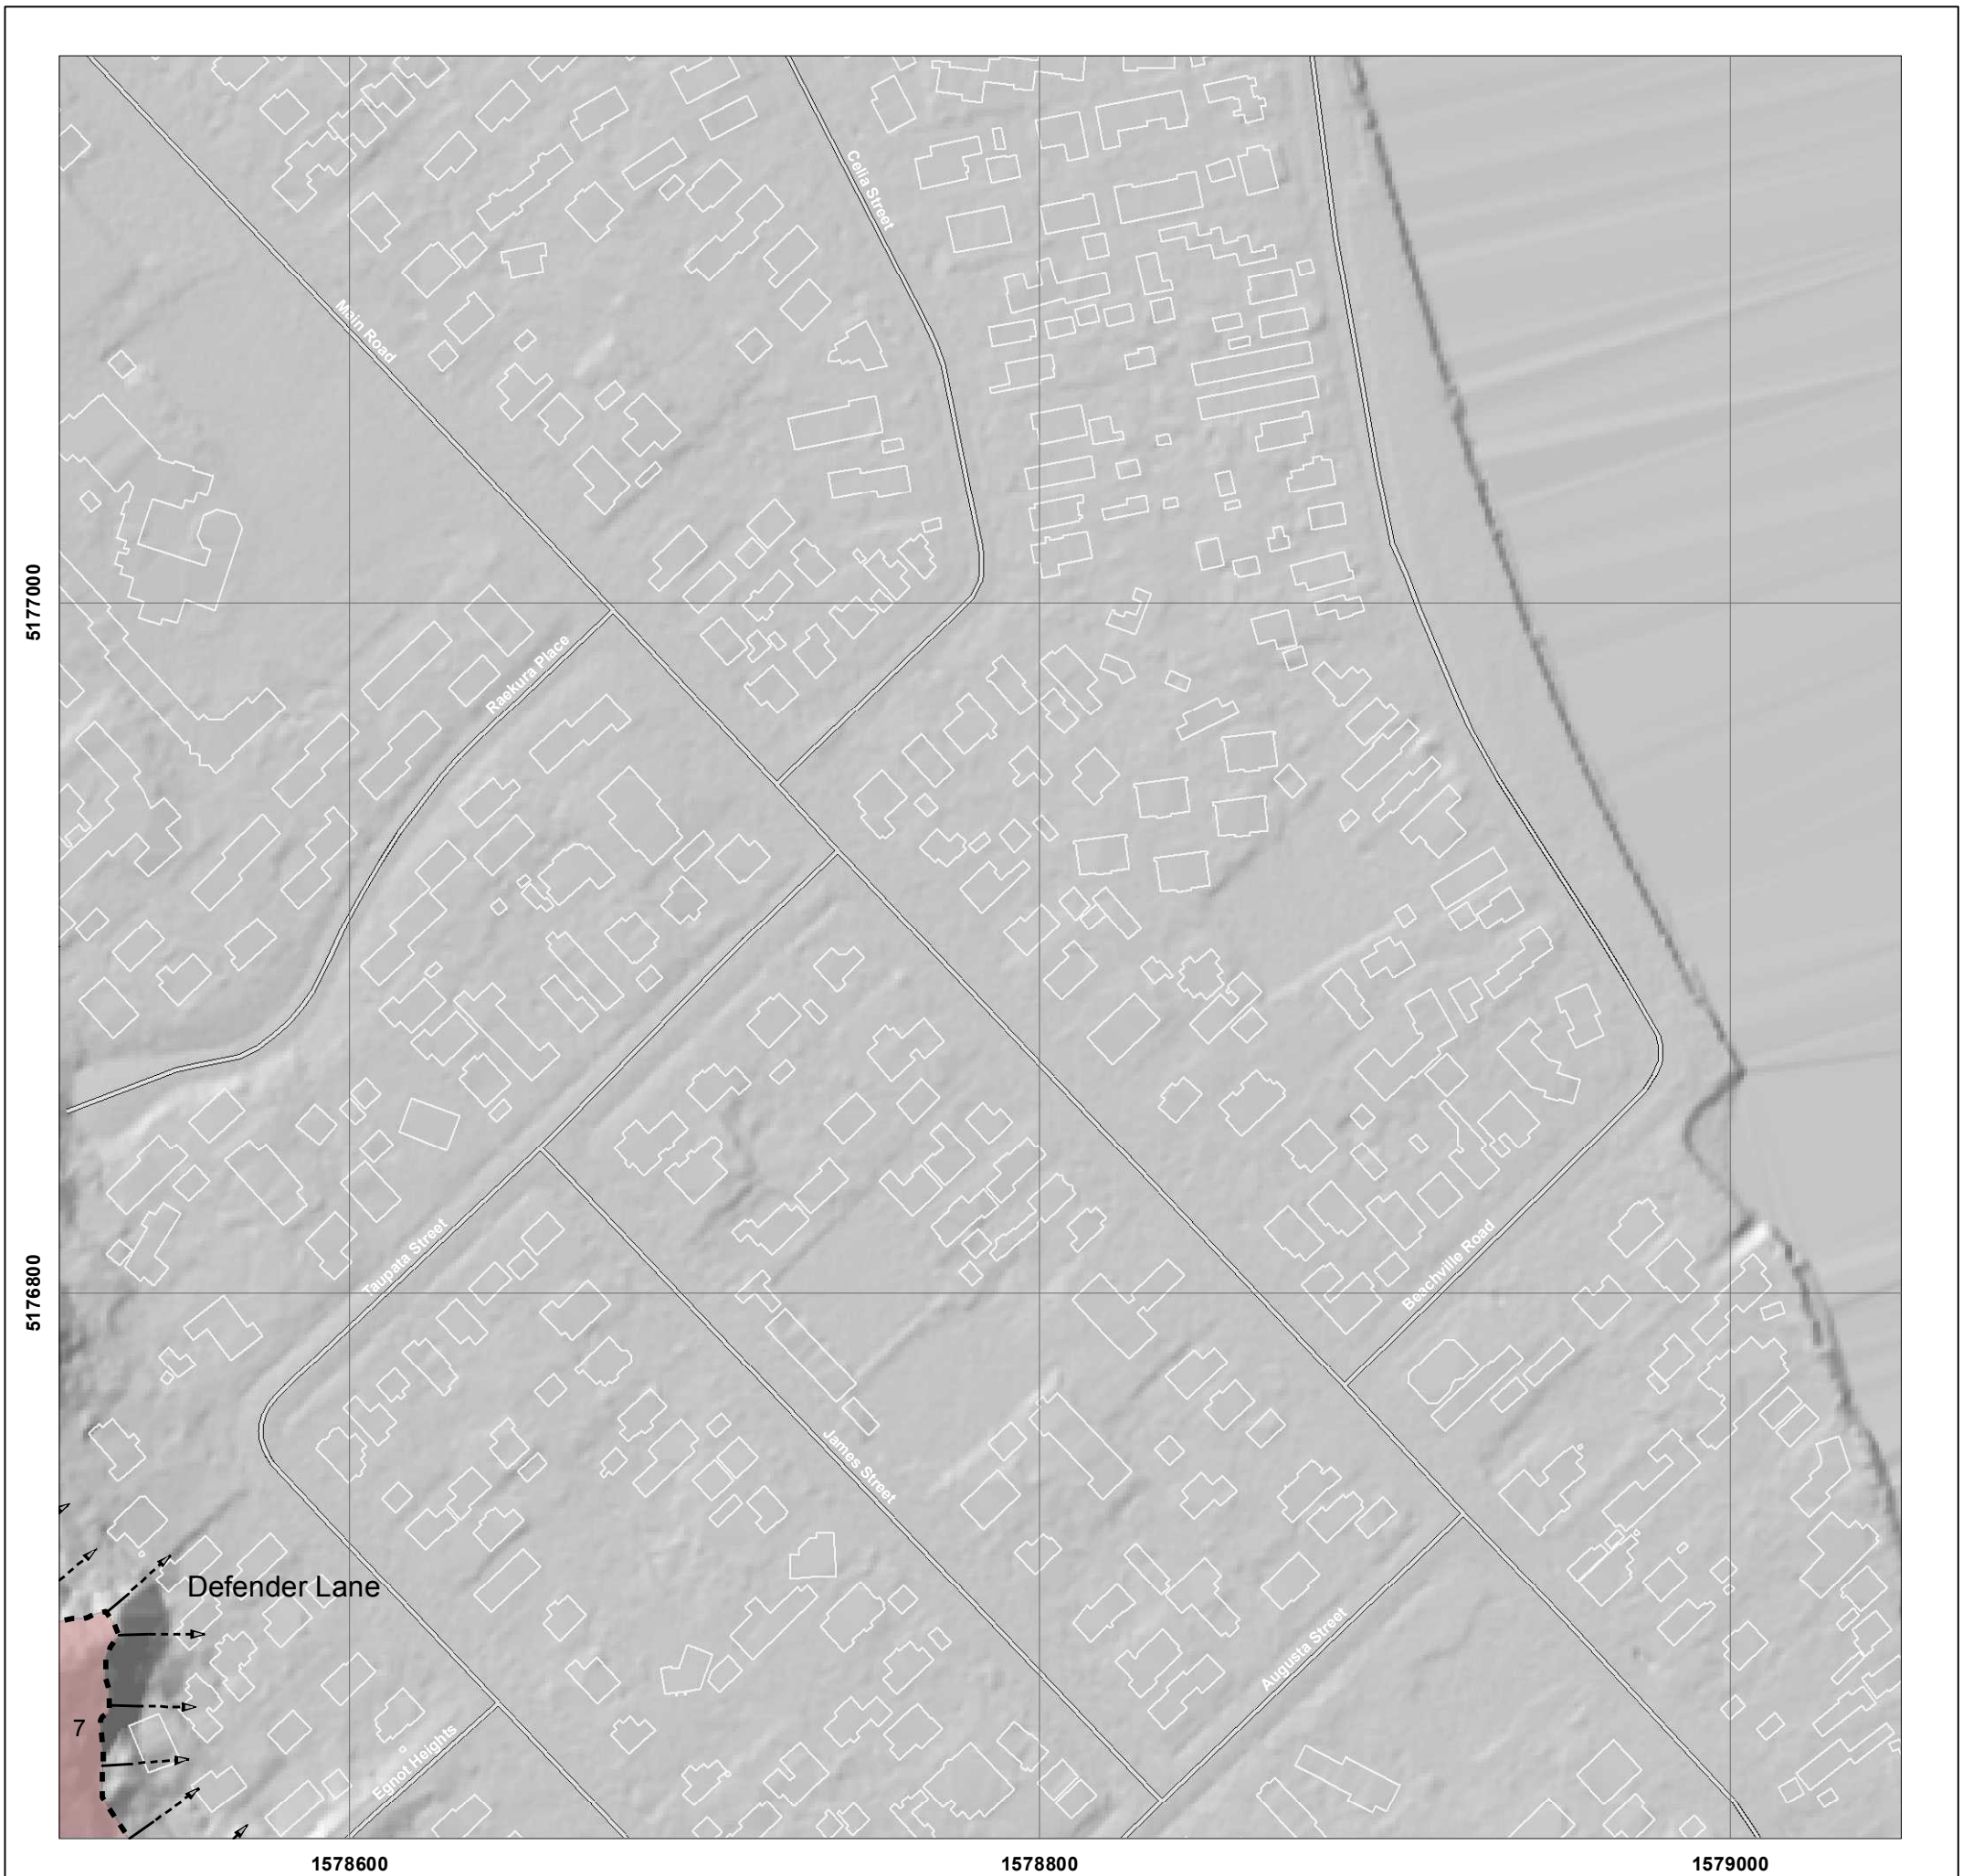 Celia Street
Main Road
5177000
Raekura Place
Taupata Street
Beachville Road
5176800
James Street
Defender Lane
Augusta Street
7
Egnot Heights
1578600
1578800
1579000